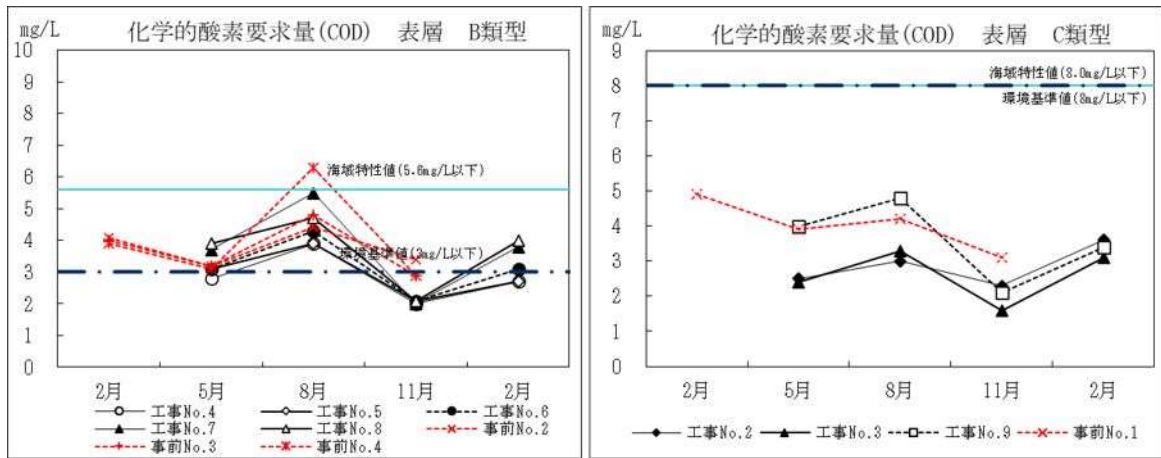 mg/L 化学的酸素要求量(COD) 表層 B類型
10
9
8
7
6
5
4
3
2
1
0
海域特性値(5.6mg/L以下)
環境基準値(3mg/L以下)
2月 5月 8月 11月 2月
工事No.4 工事No.5 工事No.6
工事No.7 工事No.8 事前No.2
事前No.3 事前No.4
mg/L 化学的酸素要求量(COD) 表層 C類型
9
8
7
6
5
4
3
2
1
0
海域特性値(8.0mg/L以下)
環境基準値(8mg/L以下)
2月 5月 8月 11月 2月
工事No.2 工事No.3 工事No.9 事前No.1